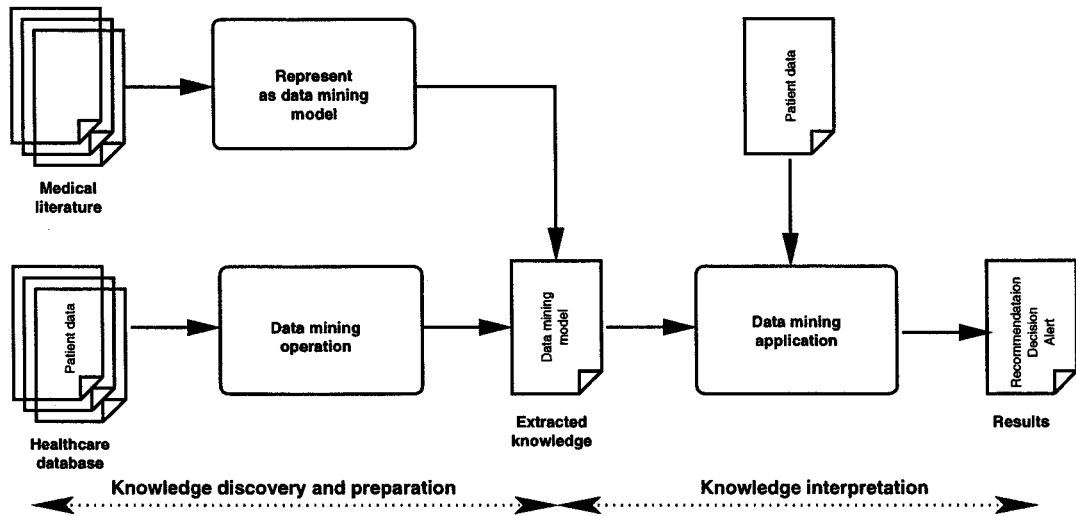 Represent
as data mining
model
Patient data
Medical
literature
Patient data
Data mining
operation
Data mining
model
Data mining
application
Recommendataion
Decision
Alert
Healthcare
database
Extracted
knowledge
Results
Knowledge discovery and preparation
Knowledge interpretation